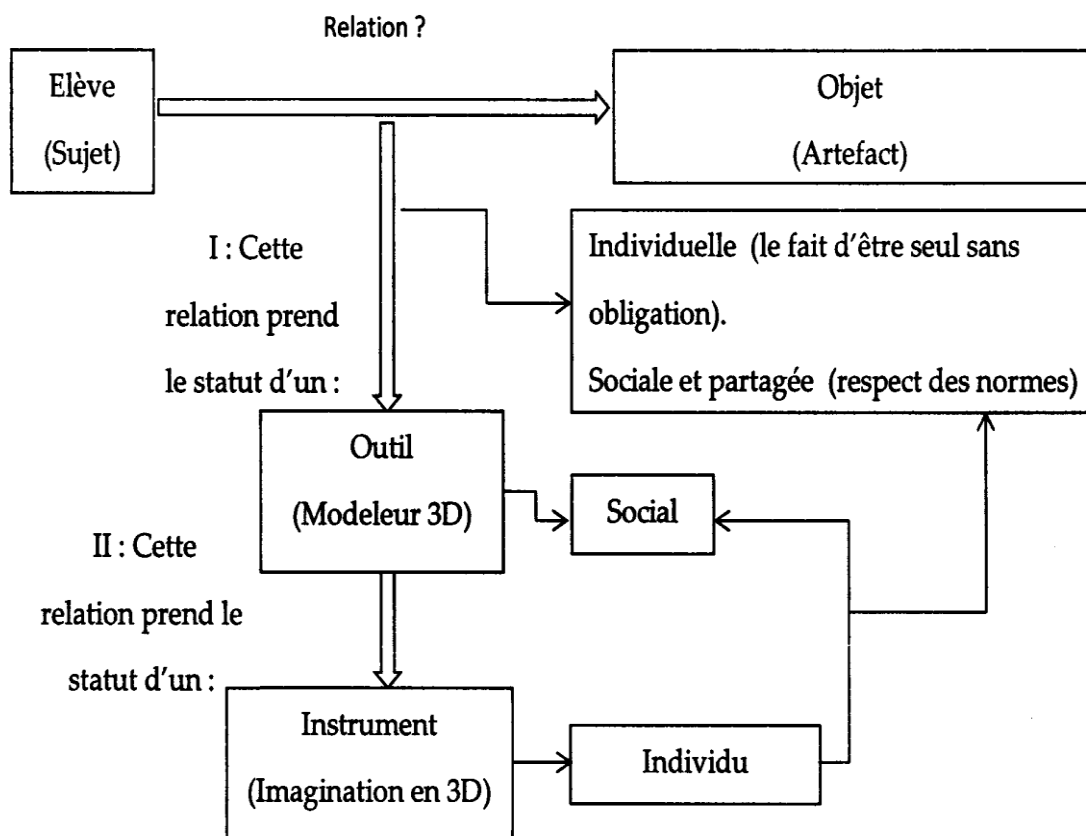 Relation ?
Elève
(Sujet)
Objet
(Artefact)
I : Cette
relation prend
le statut d'un :
Individuelle (le fait d'être seul sans
obligation).
Sociale et partagée (respect des normes)
Outil
(Modeleur 3D)
Social
II : Cette
relation prend le
statut d'un :
Instrument
(Imagination en 3D)
Individu